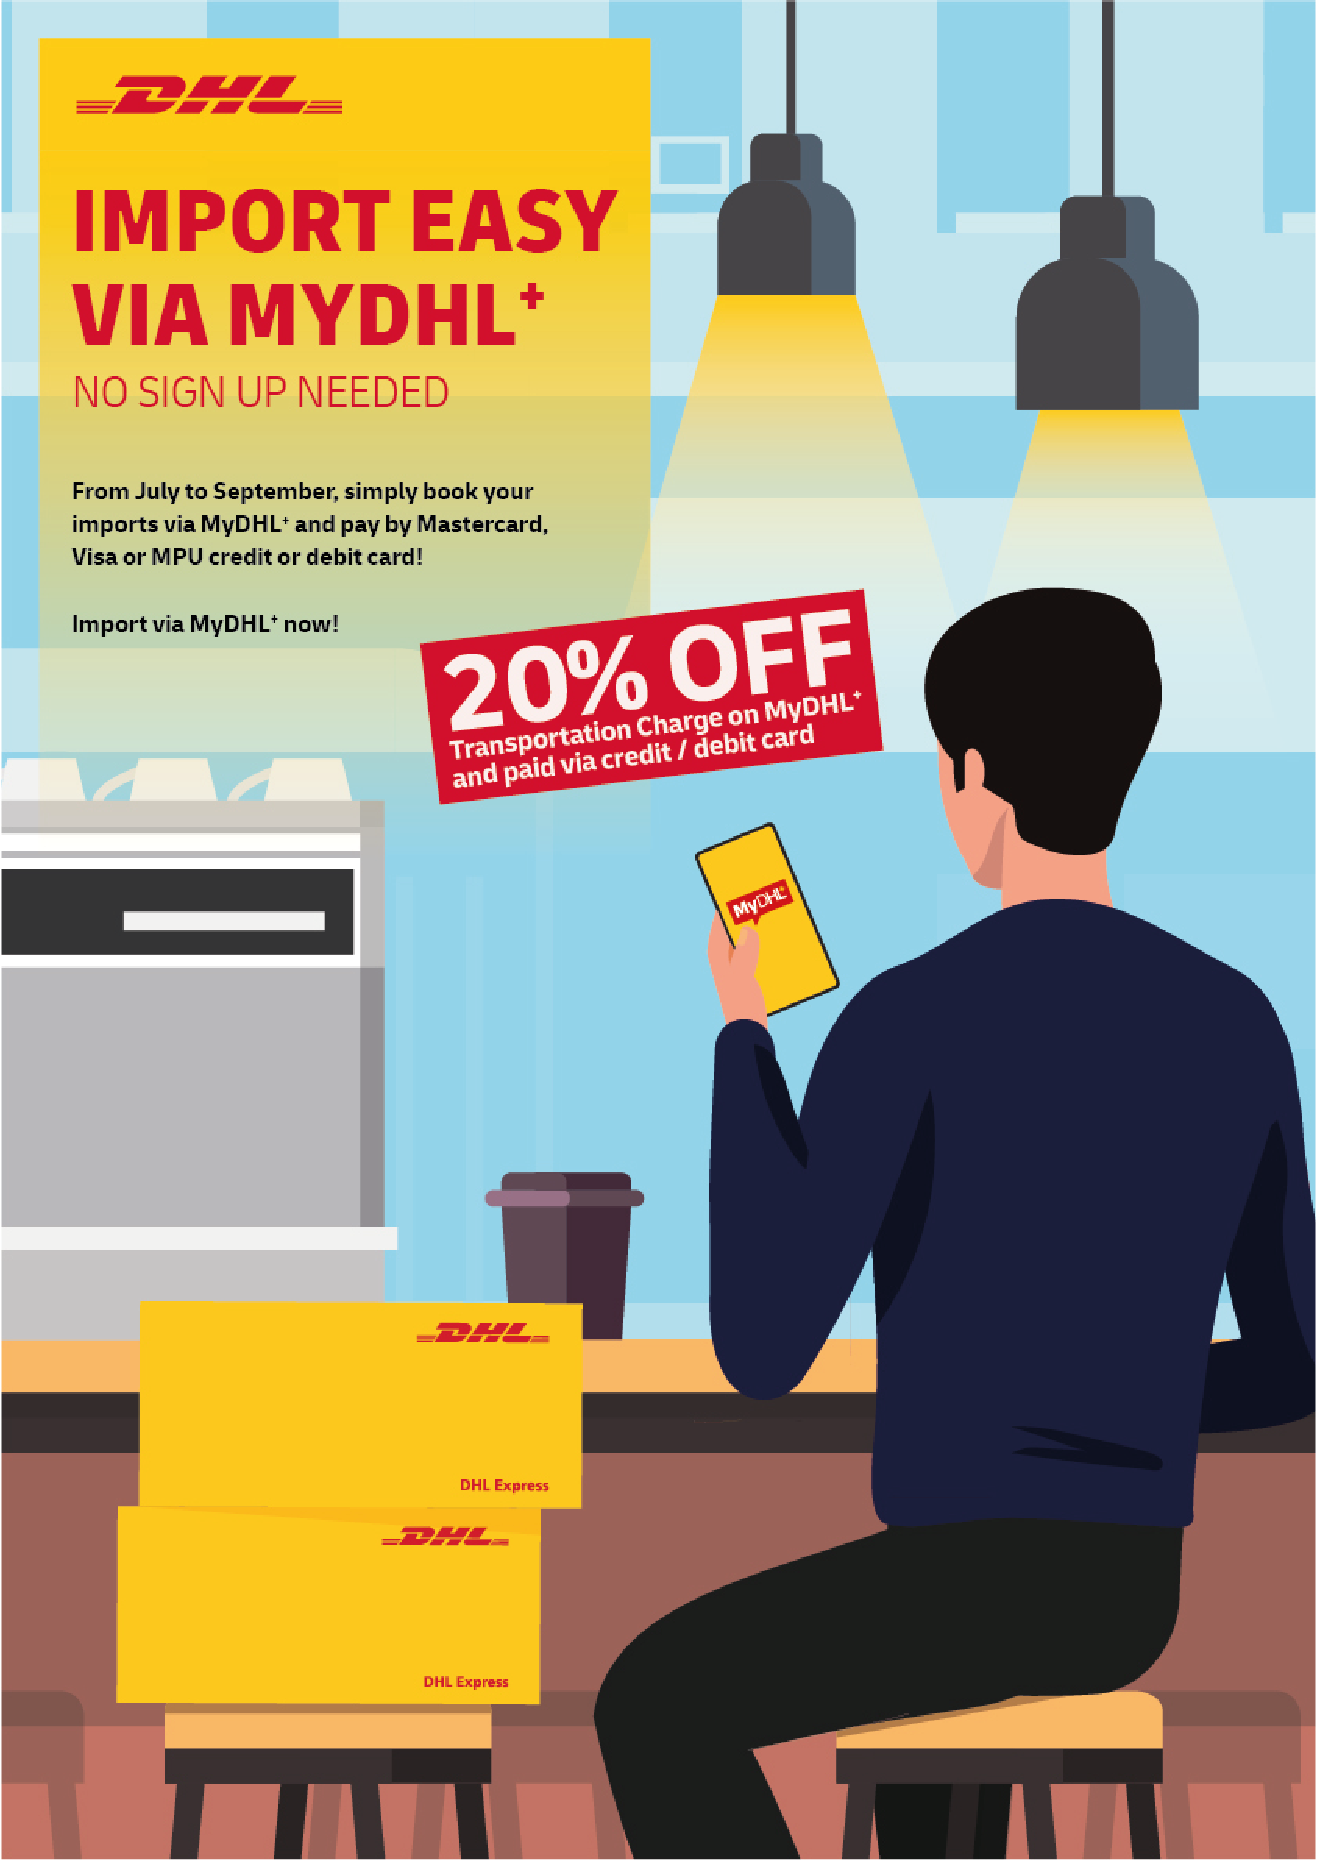 DHL
IMPORT EASY
VIA MYDHL⁺
NO SIGN UP NEEDED
From July to September, simply book your
imports via MyDHL⁺ and pay by Mastercard,
Visa or MPU credit or debit card!
Import via MyDHL⁺ now!
20% OFF
Transportation Charge on MyDHL⁺
and paid via credit / debit card
MyDHL⁺
DHL
DHL Express
DHL
DHL Express